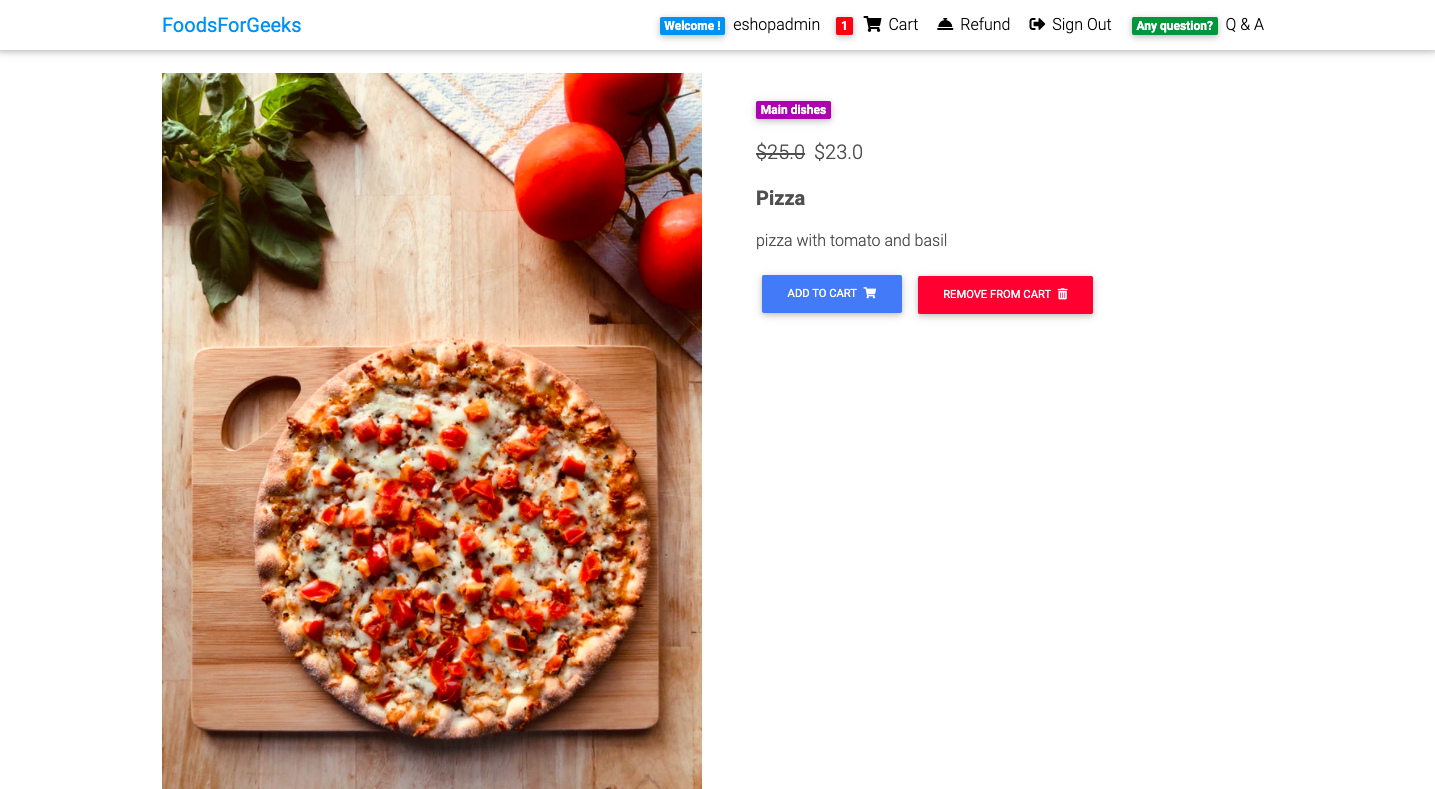 FoodsForGeeks
Welcome ! eshopadmin 1 Cart Refund Sign Out Any question? Q & A
Main dishes
$25.0 $23.0
Pizza
pizza with tomato and basil
ADD TO CART REMOVE FROM CART